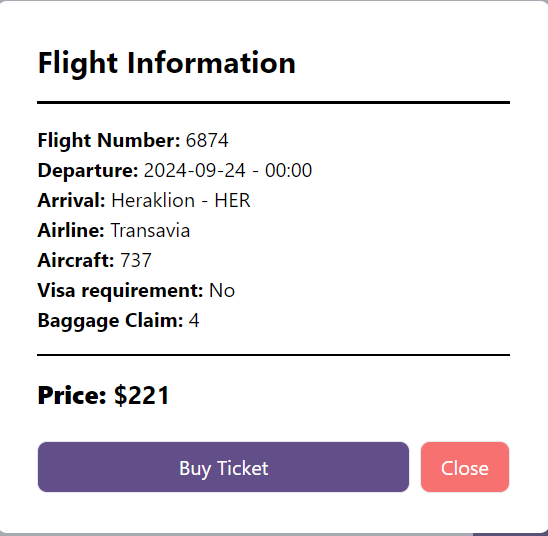 Flight Information
Flight Number: 6874
Departure: 2024-09-24 - 00:00
Arrival: Heraklion - HER
Airline: Transavia
Aircraft: 737
Visa requirement: No
Baggage Claim: 4
Price: $221
Buy Ticket
Close